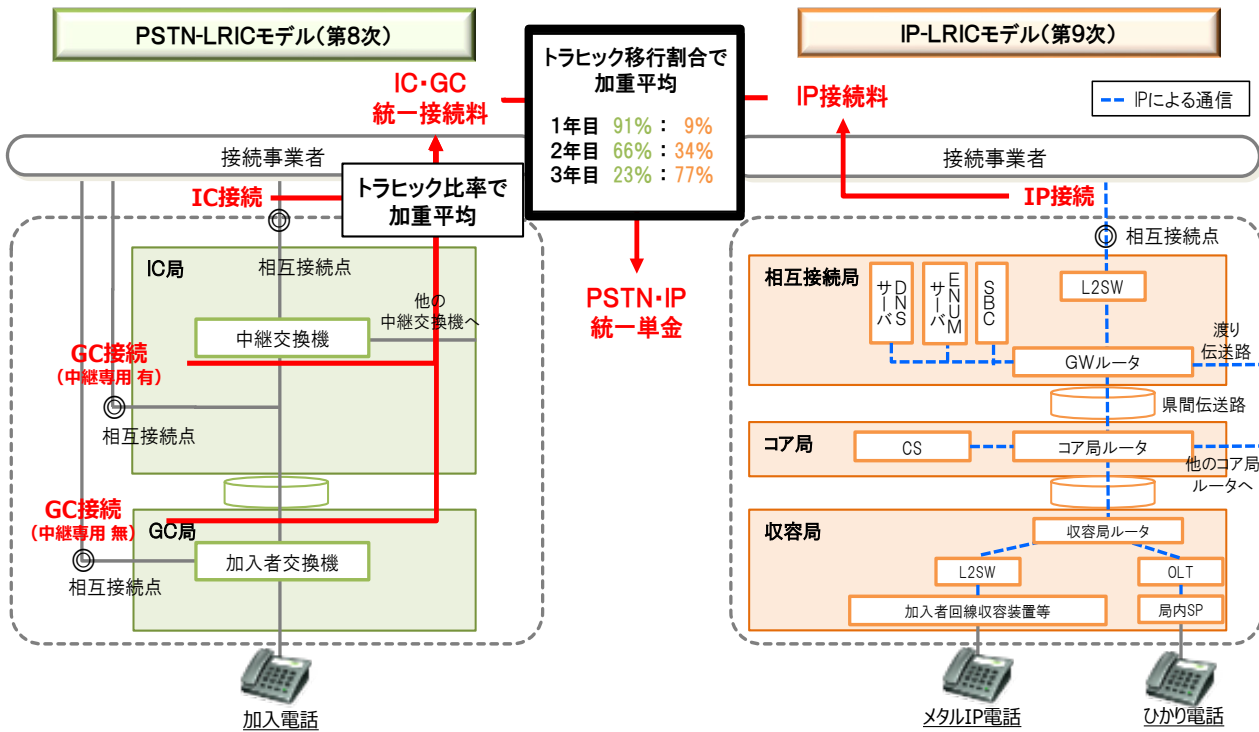 PSTN-LRICモデル(第8次)
IP-LRICモデル(第9次)
トラヒック移行割合で
加重平均
1年目 91% : 9%
2年目 66% : 34%
3年目 23% : 77%
IC・GC
統一接続料
IP接続料
IPによる通信
接続事業者
接続事業者
IC接続
トラヒック比率で
加重平均
IP接続
相互接続点
相互接続点
IC局
他の
中継交換機へ
中継交換機
GC接続
(中継専用 有)
相互接続点
GC接続
(中継専用 無)
GC局
加入者交換機
相互接続点
加入電話
PSTN・IP
統一単金
相互接続局
DNS
サーバ
ENUM
サーバ
SBC
L2SW
渡り
伝送路
GWルータ
県間伝送路
コア局
CS
コア局ルータ
他のコア局
ルータへ
収容局
収容局ルータ
L2SW
OLT
加入者回線収容装置等
局内SP
メタルIP電話
ひかり電話